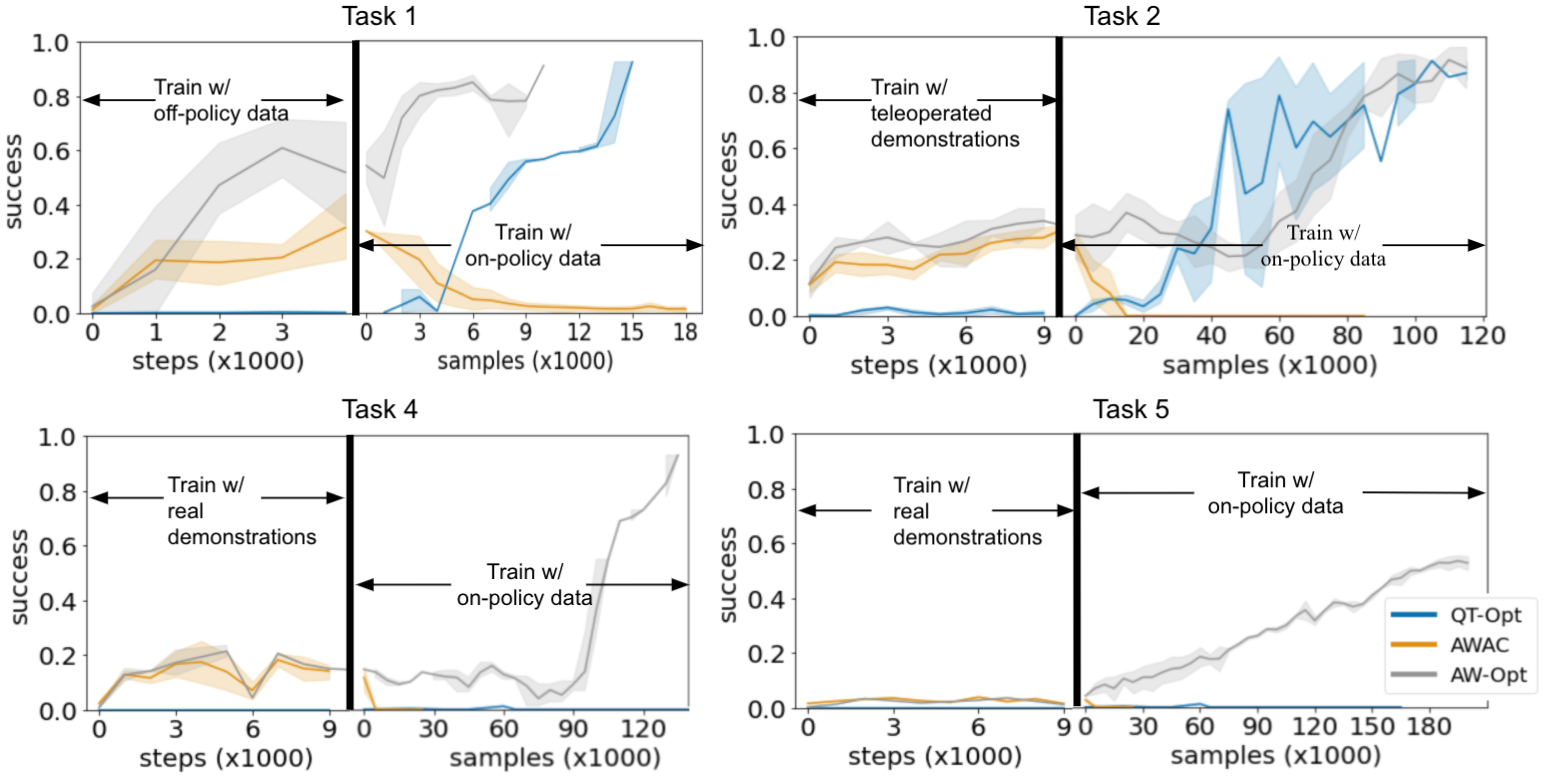 Task 1
1.0
0.8
0.6
0.4
0.2
0.0
success
Train w/
off-policy data
Train w/
on-policy data
0 1 2 3
0 3 6 9 12 15 18
steps (x1000)
samples (x1000)
Task 2
1.0
0.8
0.6
0.4
0.2
0.0
success
Train w/
teleoperated
demonstrations
Train w/
on-policy data
0 3 6 9
0 20 40 60 80 100 120
steps (x1000)
samples (x1000)
Task 4
1.0
0.8
0.6
0.4
0.2
0.0
success
Train w/
real
demonstrations
Train w/
on-policy data
0 3 6 9
0 30 60 90 120
steps (x1000)
samples (x1000)
Task 5
1.0
0.8
0.6
0.4
0.2
0.0
success
Train w/
real
demonstrations
Train w/
on-policy data
QT-Opt
AWAC
AW-Opt
0 3 6 9
0 30 60 90 120 150 180
steps (x1000)
samples (x1000)